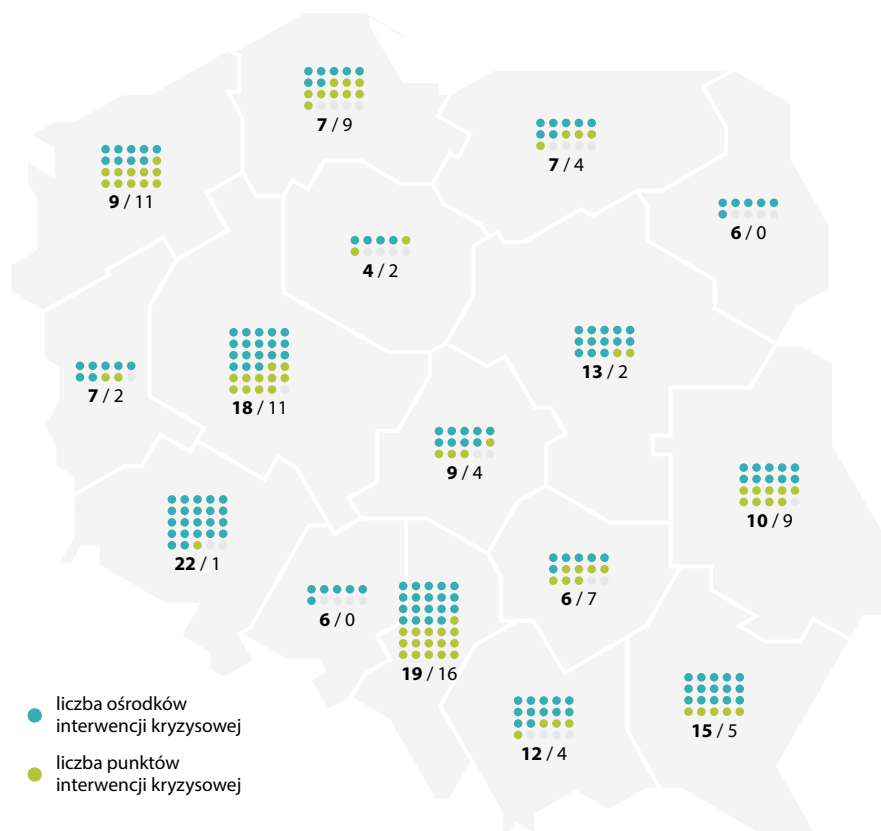 7 / 9
7 / 4
9 / 11
6 / 0
4 / 2
13 / 2
7 / 2
18 / 11
9 / 4
10 / 9
22 / 1
6 / 7
6 / 0
19 / 16
15 / 5
12 / 4
liczba ośrodków
interwencji kryzysowej
liczba punktów
interwencji kryzysowej